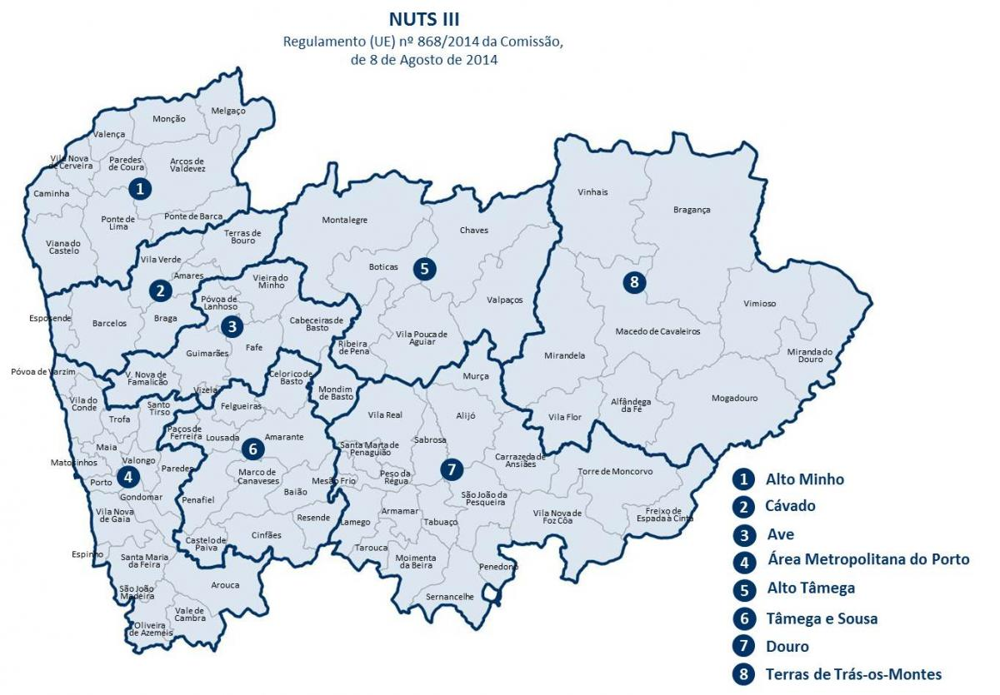 NUTS III
Regulamento (UE) nº 868/2014 da Comissão,
de 8 de Agosto de 2014
Melgaço
Monção
Valença
Vila Nova
de Cerveira
Paredes
de Coura
Arcos de
Valdevez
1
Caminha
Ponte de
Lima
Ponte de Barca
Viana do
Castelo
Terras de
Bouro
Vila Verde
Amares
2
Esposende
Barcelos
Braga
Vieira do
Minho
Póvoa de
Lanhoso
3
Cabeceiras de
Basto
Guimarães
Fafe
V. Nova de
Famalicão
Vizela
Montalegre
Chaves
Boticas
5
Valpaços
Vila Pouca de
Aguiar
Ribeira
de Pena
Vinhais
Bragança
8
Vimioso
Macedo de Cavaleiros
Mirandela
Miranda do
Douro
Mogadouro
Alfândega
da Fé
Vila Flor
Póvoa de Varzim
Vila do
Conde
Santo
Tirso
Trofa
Maia
Matosinhos
Valongo
Paredes
4
Porto
Gondomar
Vila Nova
de Gaia
Espinho
Santa Maria
da Feira
Arouca
São João
Madeira
Vale de
Cambra
Oliveira
de Azeméis
Celorico de
Basto
Mondim
de Basto
Felgueiras
Paços de
Ferreira
Lousada
Amarante
6
Marco de
Canaveses
Baião
Penafiel
Resende
Cinfães
Castelo de
Paiva
Murça
Vila Real
Alijó
Sabrosa
Santa Marta de
Penaguião
Carrazeda de
Ansiães
7
Mesão Frio
Peso da
Régua
São João da
Pesqueira
Torre de Moncorvo
Armamar
Tabuaço
Lamego
Vila Nova de
Foz Côa
Freixo de
Espada à Cinta
Tarouca
Moimenta
da Beira
Penedono
Sernancelhe
1 Alto Minho
2 Cávado
3 Ave
4 Área Metropolitana do Porto
5 Alto Tâmega
6 Tâmega e Sousa
7 Douro
8 Terras de Trás-os-Montes